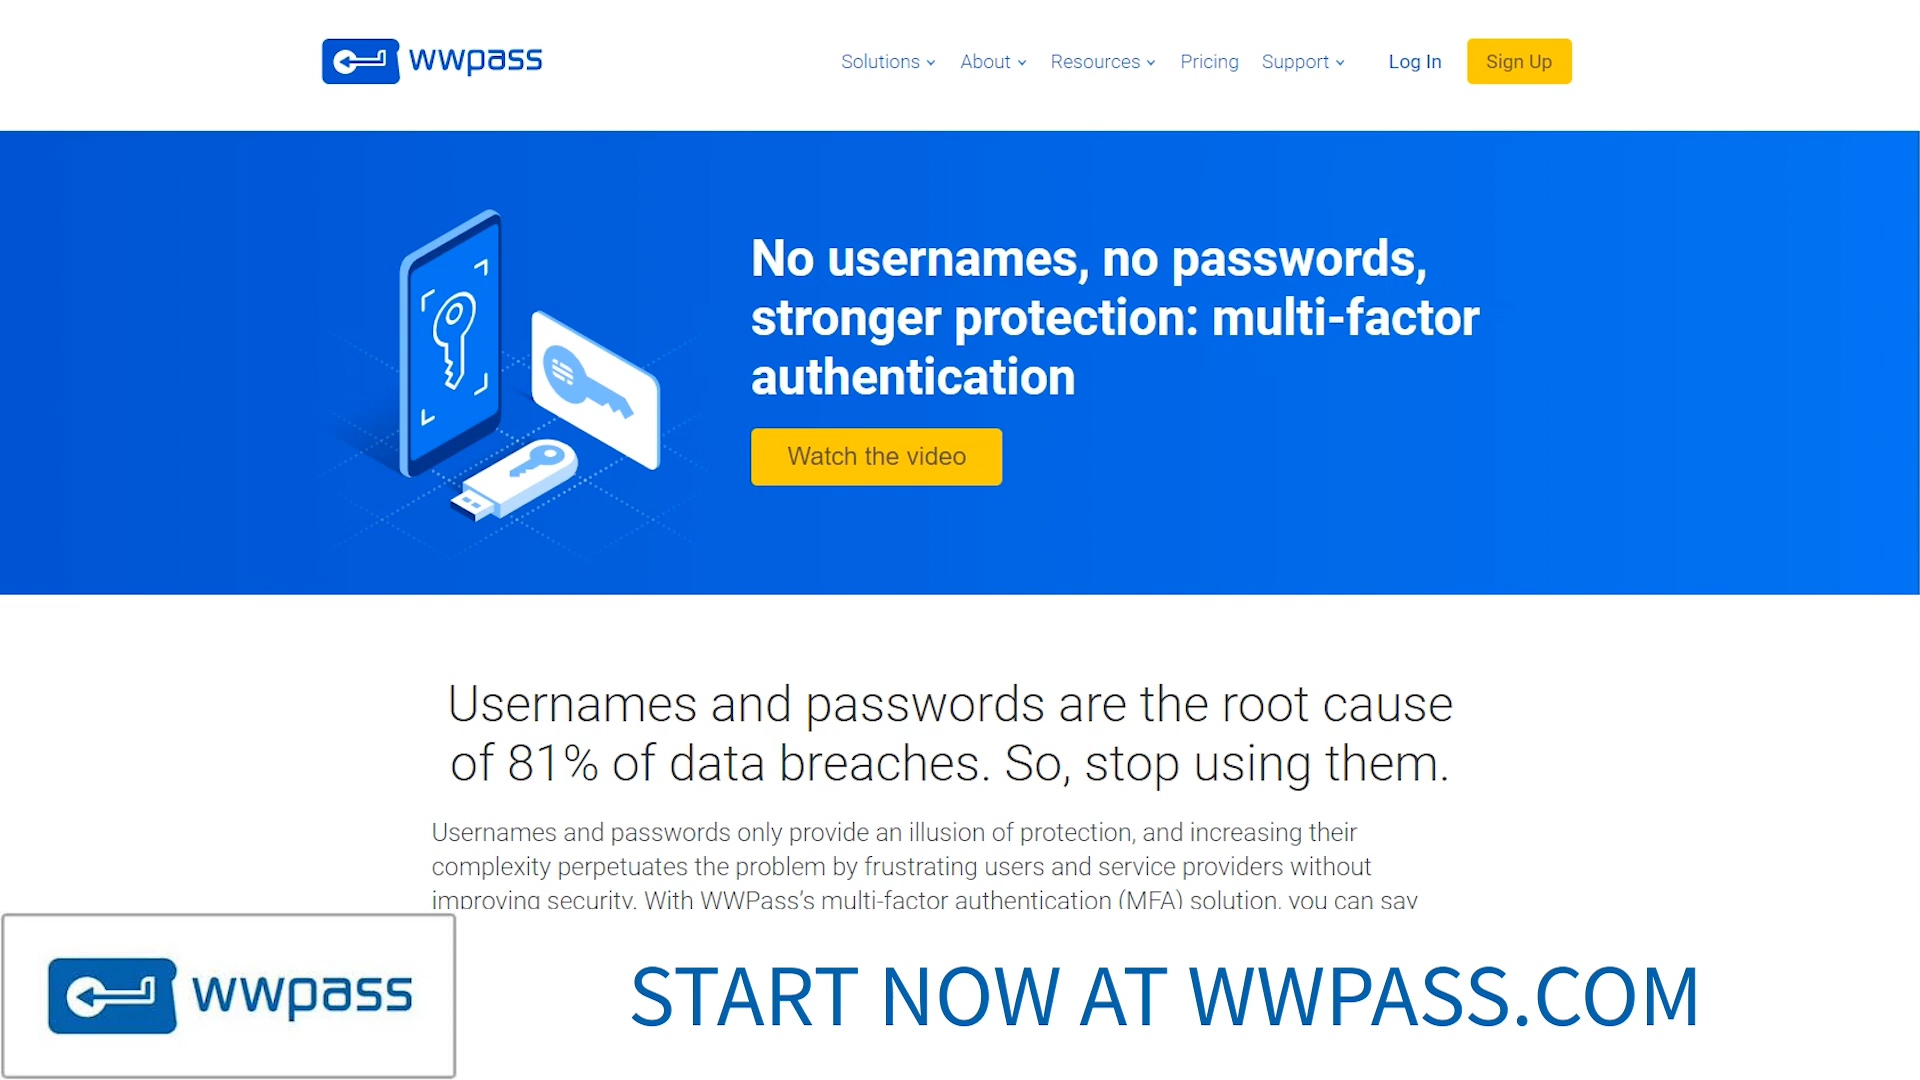 wwpass
Solutions About Resources Pricing Support Log In Sign Up
No usernames, no passwords,
stronger protection: multi-factor
authentication
Watch the video
Usernames and passwords are the root cause
of 81% of data breaches. So, stop using them.
Usernames and passwords only provide an illusion of protection, and increasing their
complexity perpetuates the problem by frustrating users and service providers without
improving security. With WWPass’s multi-factor authentication (MFA) solution, you can say
wwpass
START NOW AT WWPASS.COM